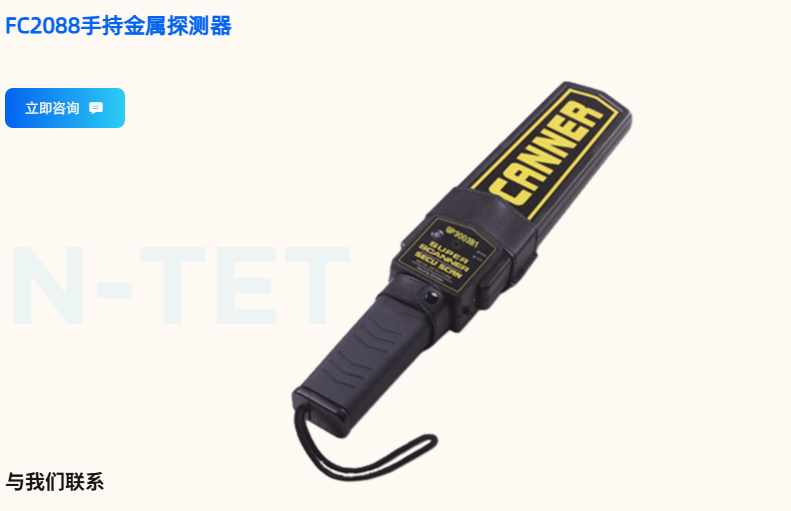 FC2088手持金属探测器
立即咨询
CANNER
GP3003B1
SUPER
SCANNER
SECU SCAN
N-TET
与我们联系